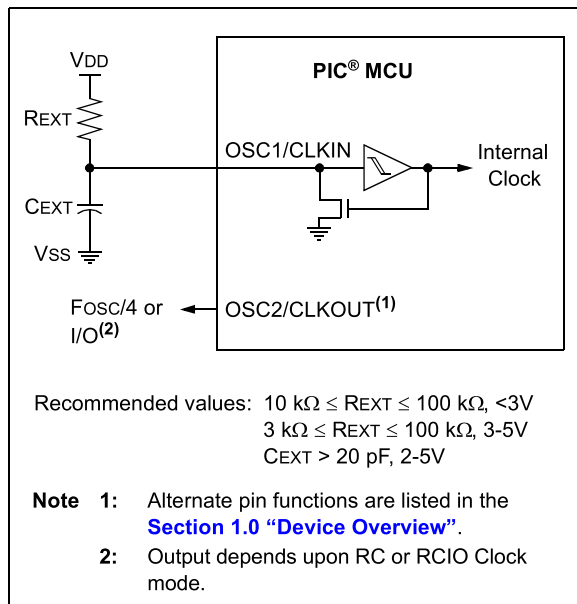 VDD
PIC® MCU
REXT
OSC1/CLKIN
Internal
Clock
CEXT
VSS
FOSC/4 or
I/O(2)
OSC2/CLKOUT(1)
Recommended values: 10 kΩ ≤ REXT ≤ 100 kΩ, <3V
3 kΩ ≤ REXT ≤ 100 kΩ, 3-5V
CEXT > 20 pF, 2-5V
Note 1: Alternate pin functions are listed in the
Section 1.0 “Device Overview”.
2: Output depends upon RC or RCIO Clock
mode.